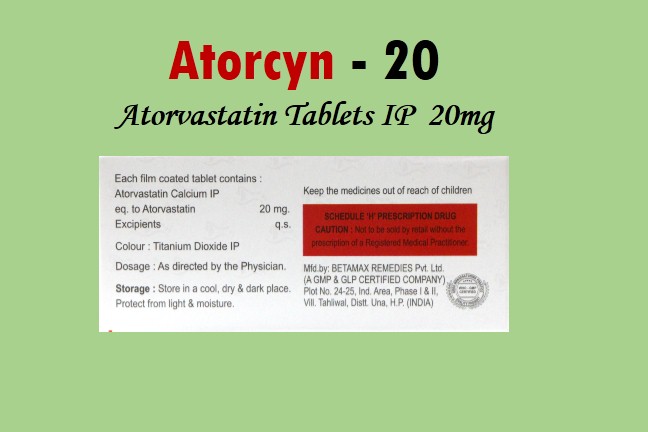 Atorcyn - 20
Atorvastatin Tablets IP 20mg
Each film coated tablet contains :
Atorvastatin Calcium IP
eq. to Atorvastatin 20 mg.
Excipients q.s.
Colour : Titanium Dioxide IP
Dosage : As directed by the Physician.
Storage : Store in a cool, dry & dark place.
Protect from light & moisture.
Keep the medicines out of reach of children
SCHEDULE 'H' PRESCRIPTION DRUG
CAUTION : Not to be sold by retail without the
prescription of a Registered Medical Practitioner.
Mfd.by: BETAMAX REMEDIES Pvt. Ltd.
(A GMP & GLP CERTIFIED COMPANY)
Plot No. 24-25, Ind. Area, Phase I & II,
Vill. Tahliwal, Distt. Una, H.P. (INDIA)